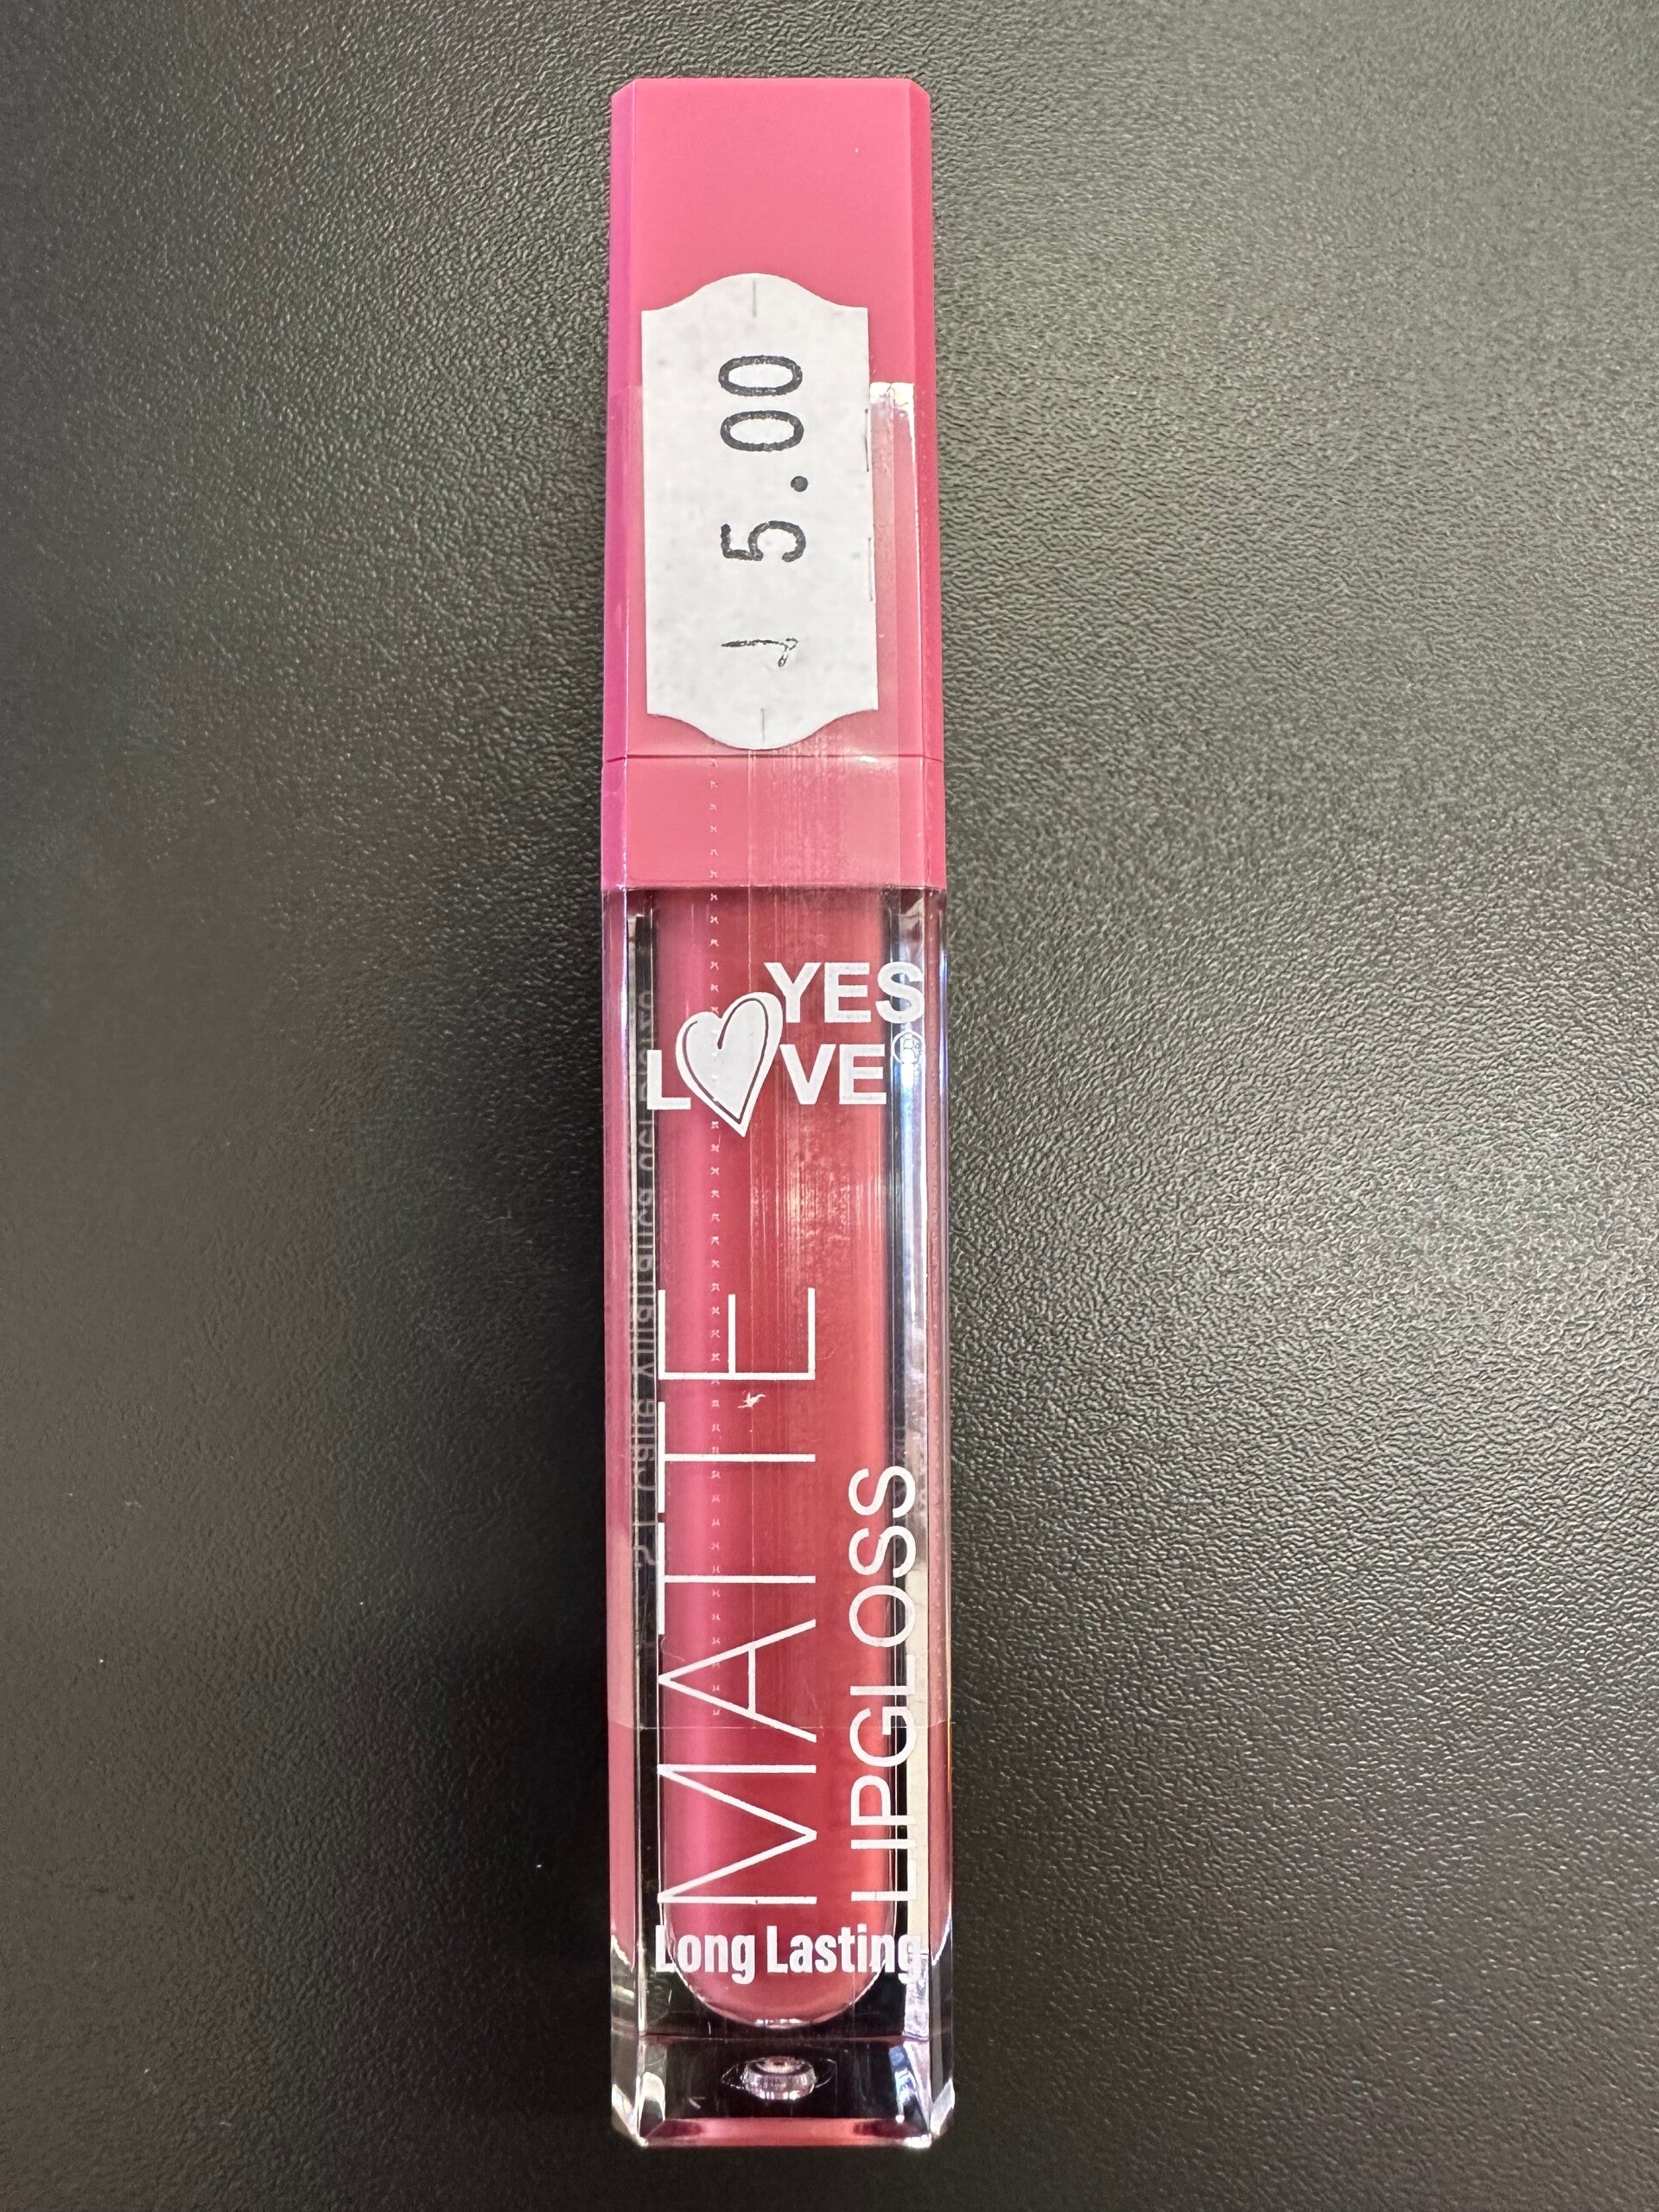 5.00
YES
LOVE®
MATTE
LIPGLOSS
Long Lasting